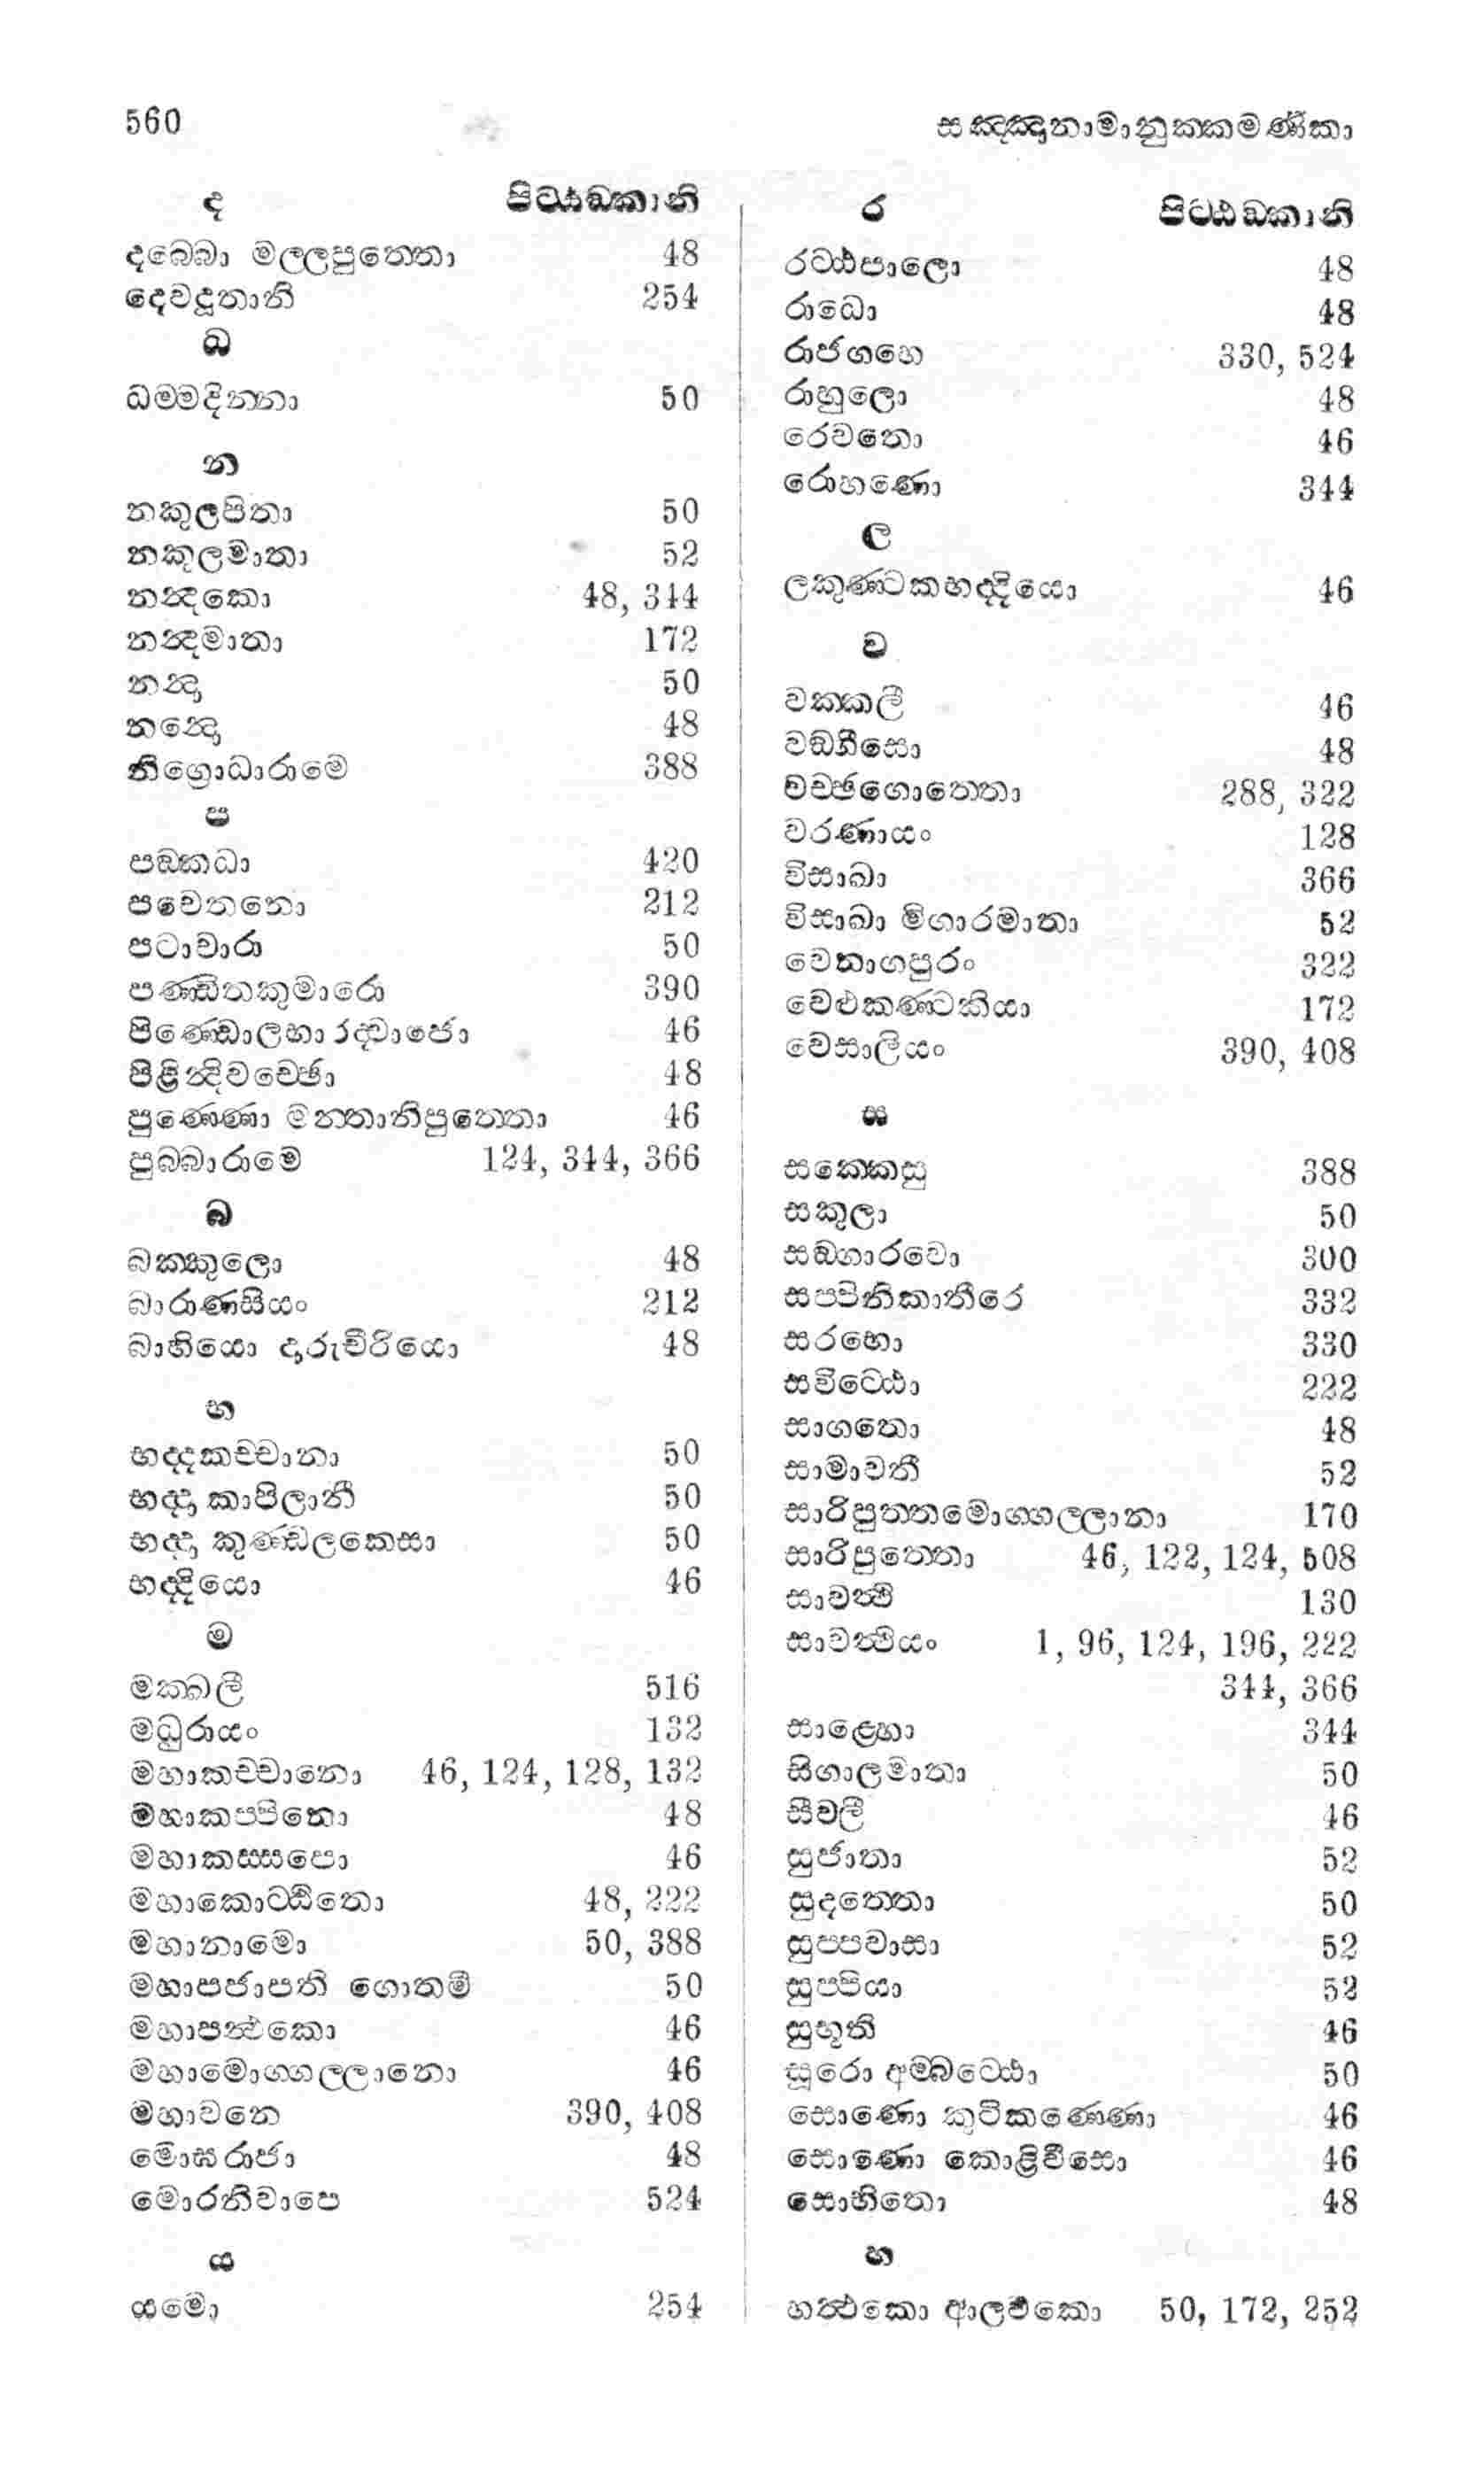 560
සඤ්ඤානාමානුක්කමණිකා
ද පිට්ඨඞ්කානි
දබ්බො මල්ලපුත්තො 48
දෙවදූතානි 254
ධ
ධම්මදින්නා 50
න
නකුලපිතා 50
නකුලමාතා 52
නන්දකො 48, 344
නන්දමාතා 172
නන්දා 50
නන්දො 48
නිග්‍රොධාරාමෙ 388
ප
පඞ්කධා 420
පචෙතනො 212
පටාචාරා 50
පණ්ඩිතකුමාරො 390
පිණ්ඩොලභාරද්වාජො 46
පිළින්දිවච්ඡො 48
පුණ්ණො මන්තානිපුත්තො 46
පුබ්බාරාමෙ 124, 344, 366
බ
බක්කුලො 48
බාරාණසියං 212
බාහියො දාරුචීරියො 48
භ
භද්දකච්චානා 50
භද්දා කාපිලානී 50
භද්දා කුණ්ඩලකෙසා 50
භද්දියො 46
ම
මක්ඛලී 516
මධුරායං 132
මහාකච්චානො 46, 124, 128, 132
මහාකප්පිනො 48
මහාකස්සපො 46
මහාකොට්ඨිතො 48, 222
මහානාමො 50, 388
මහාපජාපති ගොතමී 50
මහාපන්ථකො 46
මහාමොග්ගල්ලානො 46
මහාවනෙ 390, 408
මොඝරාජා 48
මොරනිවාපෙ 524
ය
යමො 254
ර පිට්ඨඞ්කානි
රට්ඨපාලො 48
රාධො 48
රාජගහෙ 330, 524
රාහුලො 48
රෙවතො 46
රොහණො 344
ල
ලකුණ්ටකභද්දියො 46
ව
වක්කලී 46
වඞ්ගීසො 48
වච්ඡගොත්තො 288, 322
වරණායං 128
විසාඛා 366
විසාඛා මිගාරමාතා 52
වෙනාගපුරං 322
වෙළුකණ්ටකියා 172
වෙසාලියං 390, 408
ස
සක්කෙසු 388
සකුලා 50
සඞ්ගාරවො 300
සප්පිනිකාතීරෙ 332
සරභො 330
සවිට්ඨො 222
සාගතො 48
සාමාවතී 52
සාරිපුත්තමොග්ගල්ලානා 170
සාරිපුත්තො 46, 122, 124, 508
සාවත්ථි 130
සාවත්ථියං 1, 96, 124, 196, 222
344, 366
සාළ්හො 344
සිගාලමාතා 50
සීවලී 46
සුජාතා 52
සුදත්තො 50
සුප්පවාසා 52
සුප්පියා 52
සුභූති 46
සූරො අම්බට්ඨො 50
සොණො කුටිකණ්ණො 46
සොණො කොළිවීසො 46
සොභිතො 48
හ
හත්ථකො ආලවකො 50, 172, 252